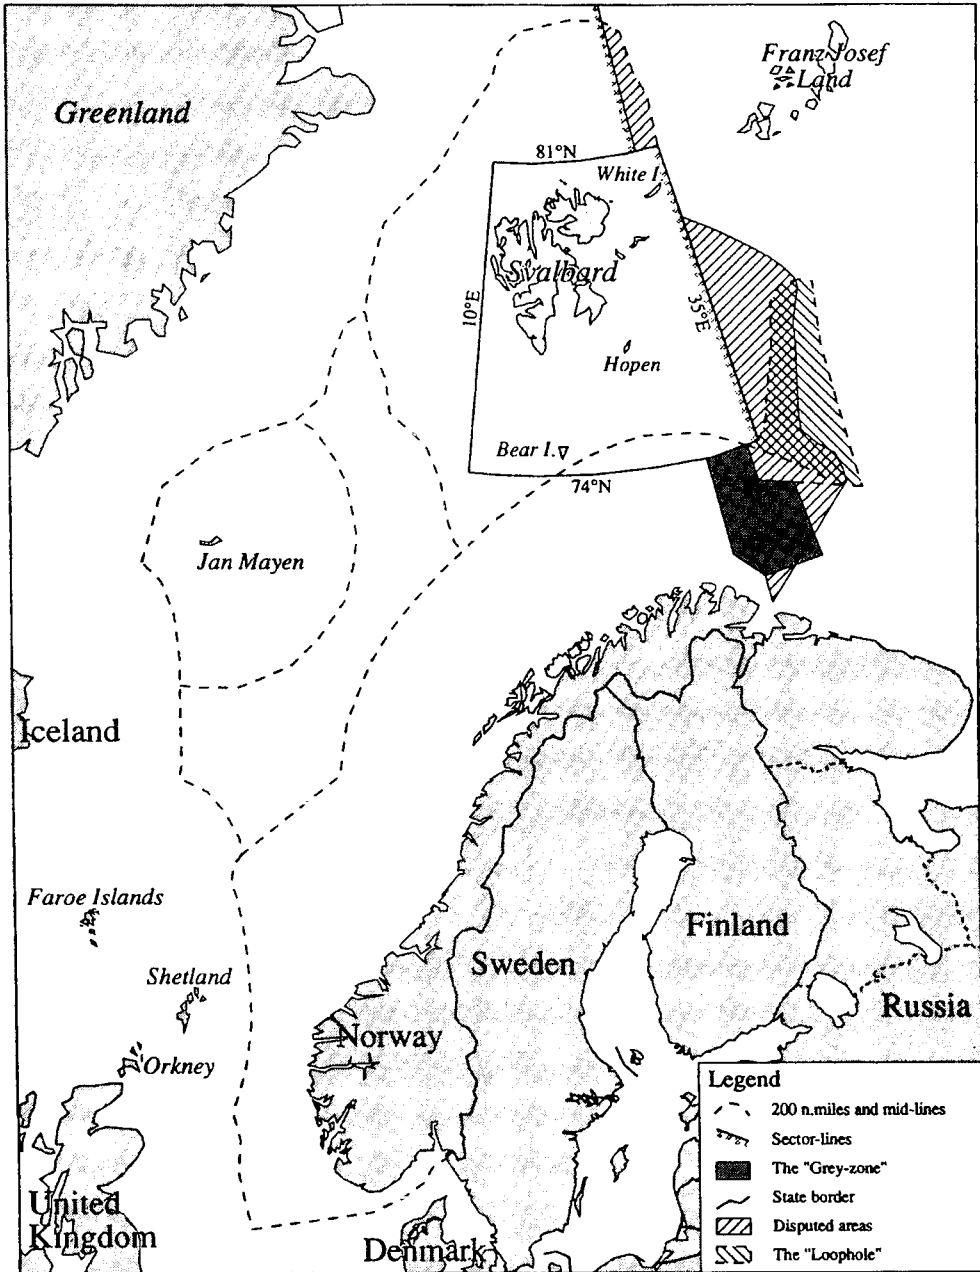 Franz Josef
Land
Greenland
81°N
White I.
Svalbard
10°E
35°E
Hopen
Bear I.
74°N
Jan Mayen
Iceland
Faroe Islands
Shetland
Orkney
Norway
Sweden
Finland
Russia
United
Kingdom
Denmark
Legend
200 n.miles and mid-lines
Sector-lines
The "Grey-zone"
State border
Disputed areas
The "Loophole"